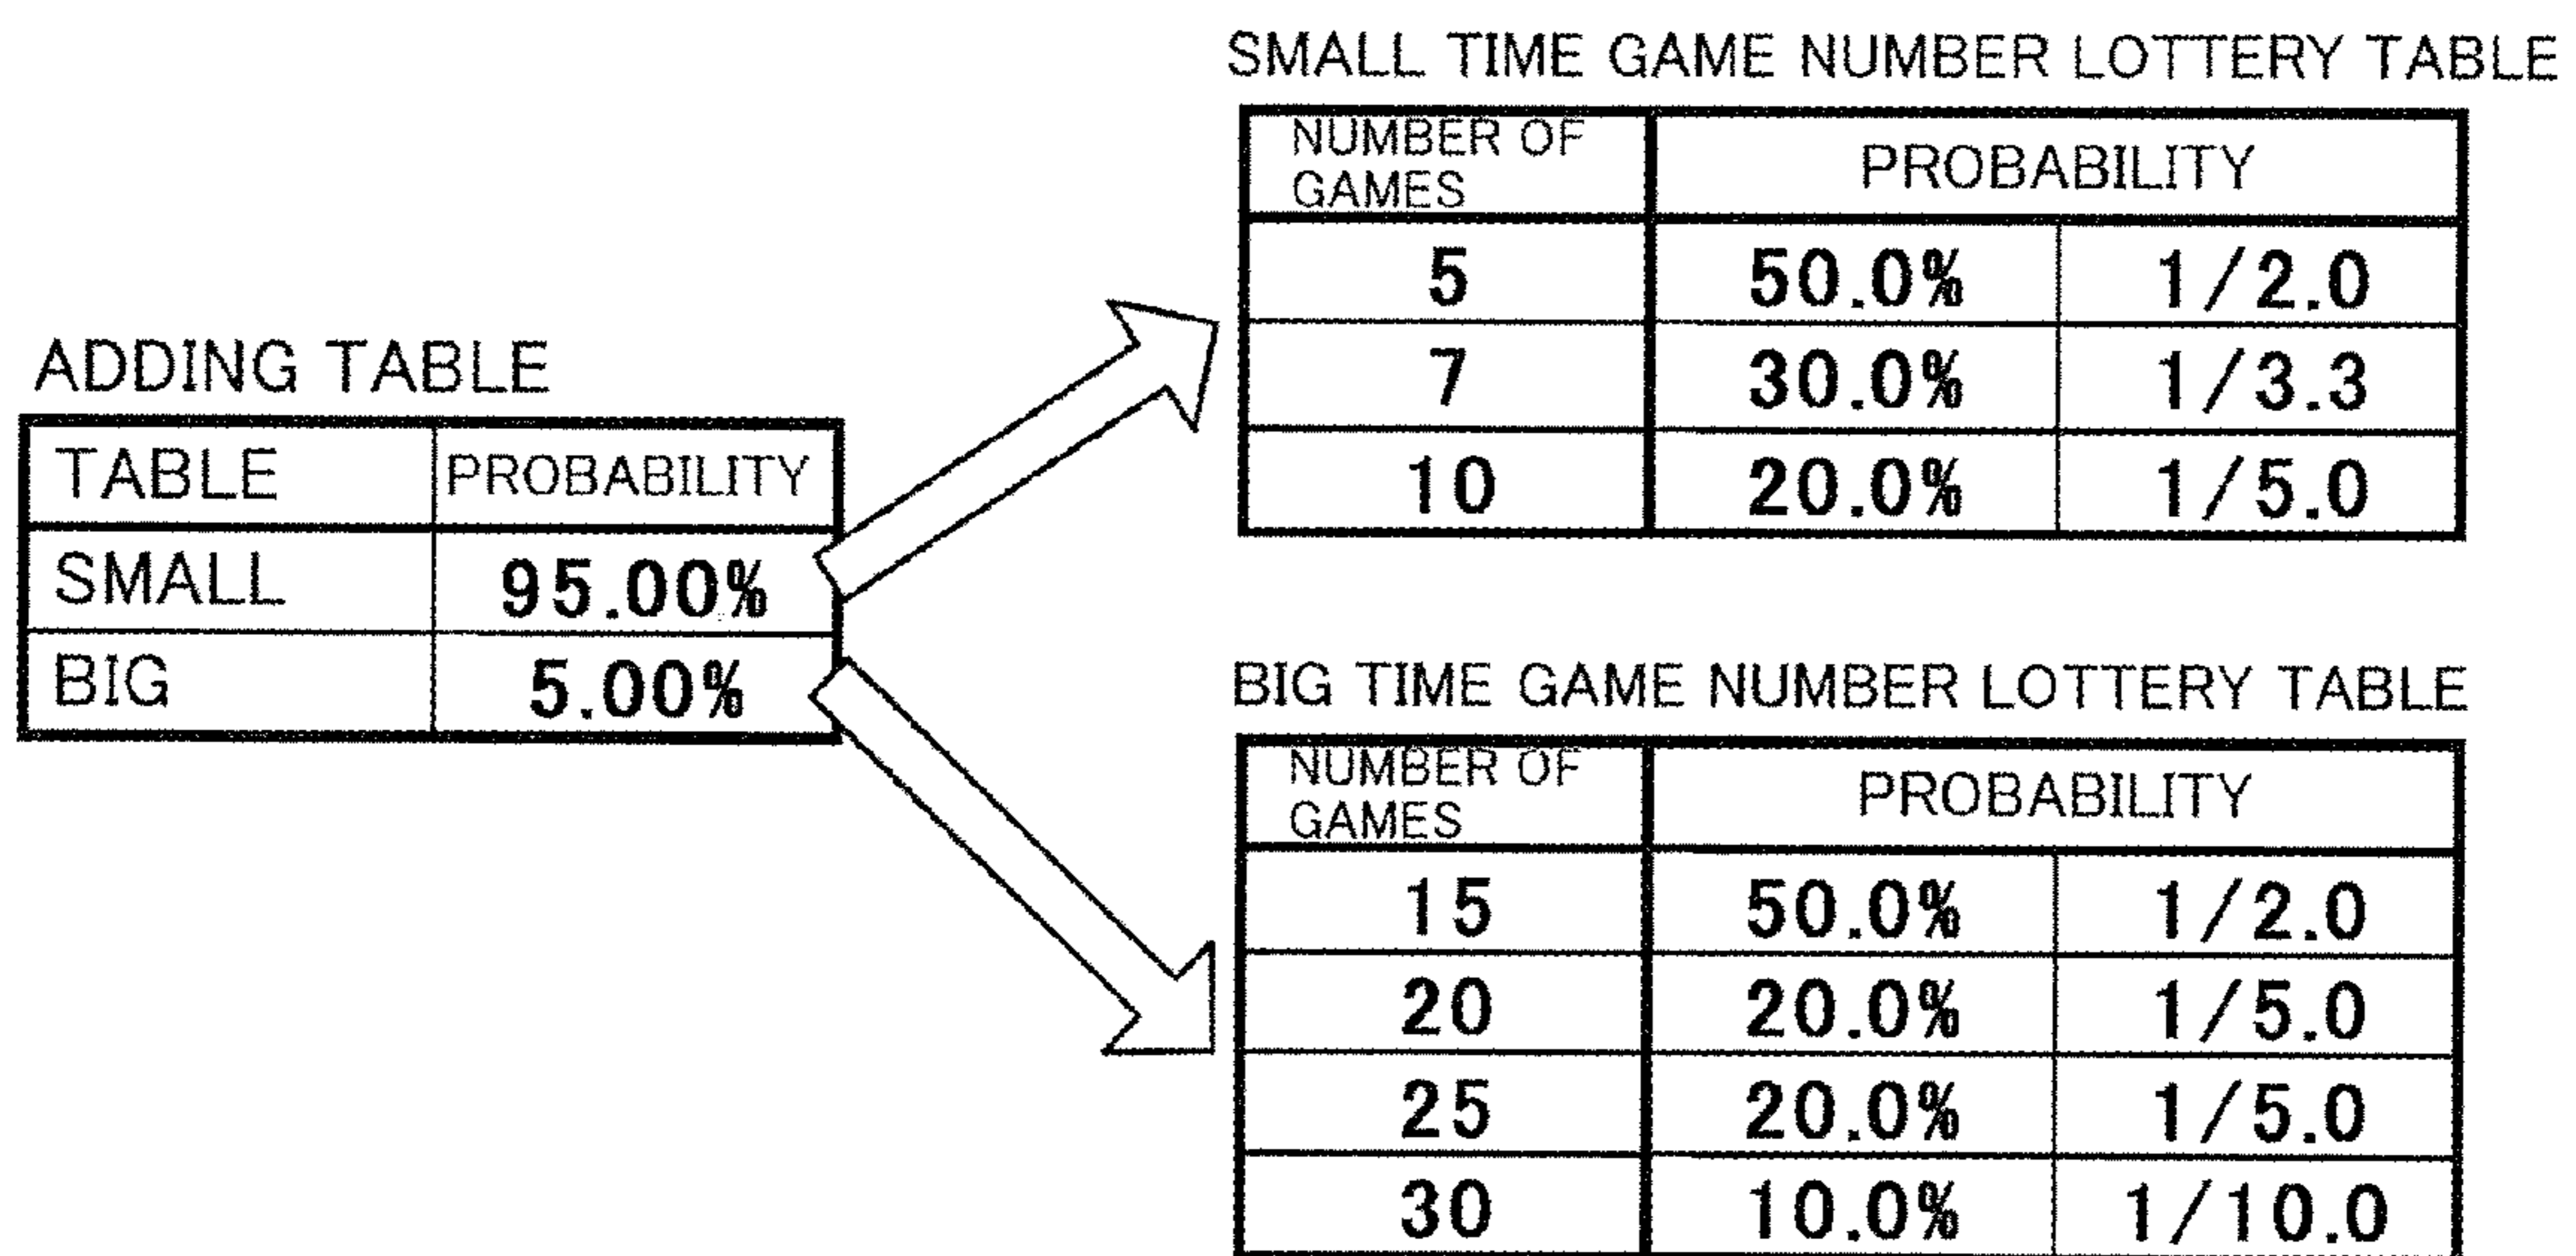 ADDING TABLE
TABLE PROBABILITY
SMALL 95.00%
BIG 5.00%
SMALL TIME GAME NUMBER LOTTERY TABLE
NUMBER OF
GAMES
PROBABILITY
5 50.0% 1/2.0
7 30.0% 1/3.3
10 20.0% 1/5.0
BIG TIME GAME NUMBER LOTTERY TABLE
NUMBER OF
GAMES
PROBABILITY
15 50.0% 1/2.0
20 20.0% 1/5.0
25 20.0% 1/5.0
30 10.0% 1/10.0